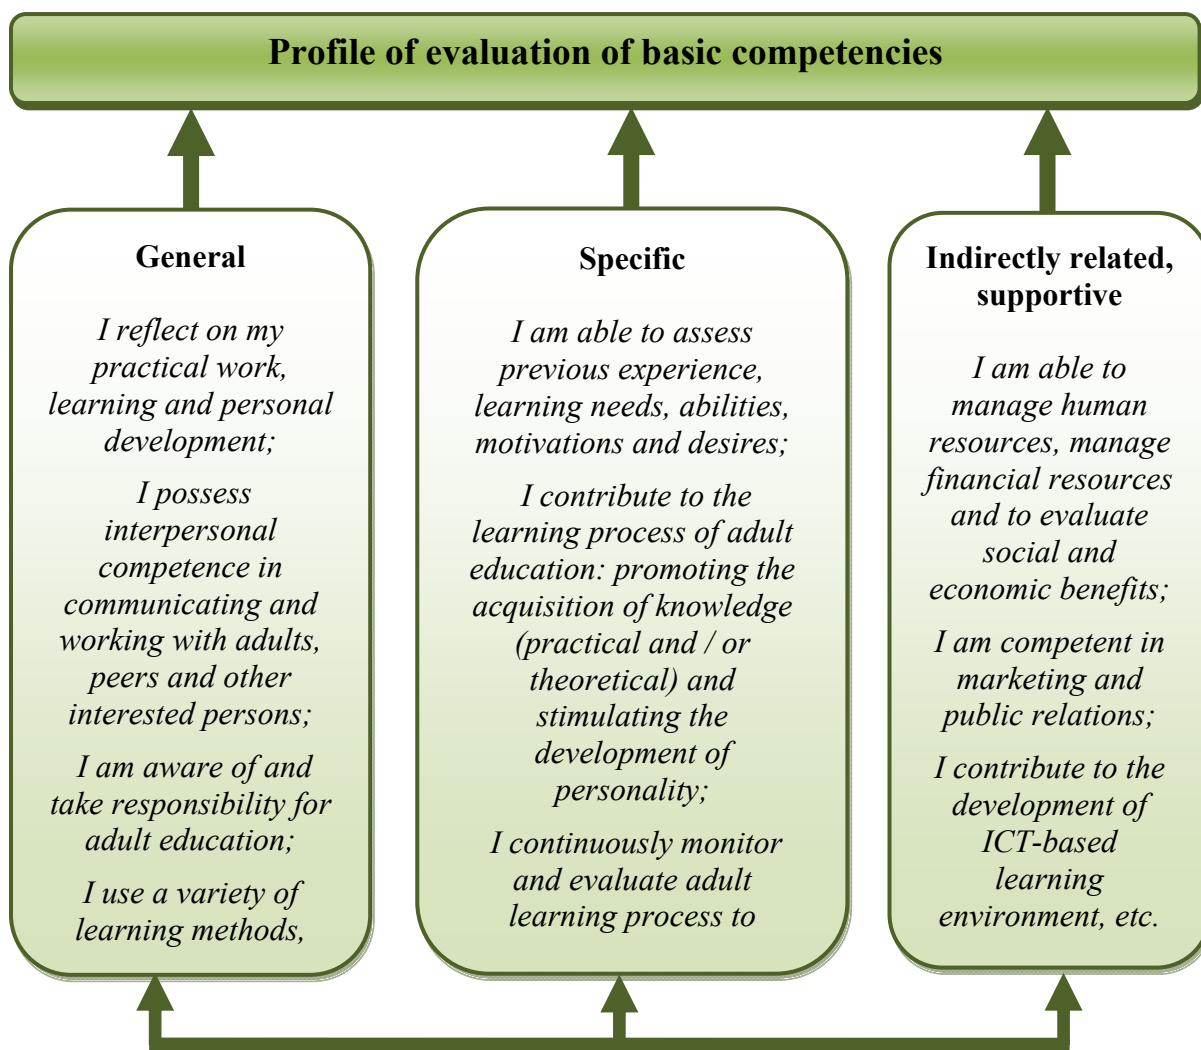 Profile of evaluation of basic competencies
General
I reflect on my
practical work,
learning and personal
development;
I possess
interpersonal
competence in
communicating and
working with adults,
peers and other
interested persons;
I am aware of and
take responsibility for
adult education;
I use a variety of
learning methods,
Specific
I am able to assess
previous experience,
learning needs, abilities,
motivations and desires;
I contribute to the
learning process of adult
education: promoting the
acquisition of knowledge
(practical and / or
theoretical) and
stimulating the
development of
personality;
I continuously monitor
and evaluate adult
learning process to
Indirectly related,
supportive
I am able to
manage human
resources, manage
financial resources
and to evaluate
social and
economic benefits;
I am competent in
marketing and
public relations;
I contribute to the
development of
ICT-based
learning
environment, etc.